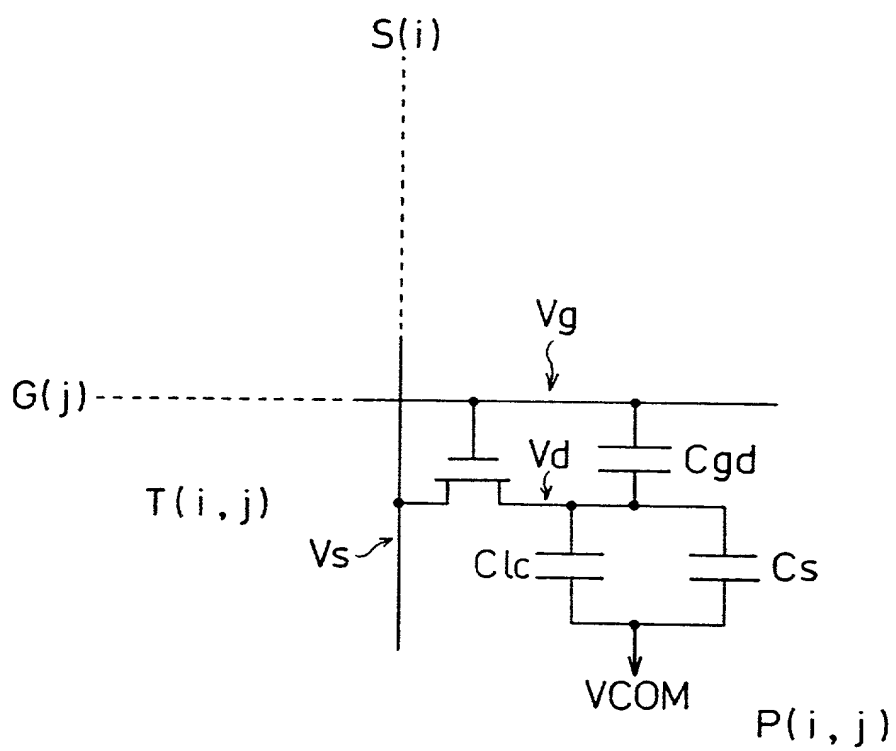 S(i)
Vg
G(j)
Vd
Cgd
T(i,j)
Vs
Clc
Cs
VCOM
P(i,j)